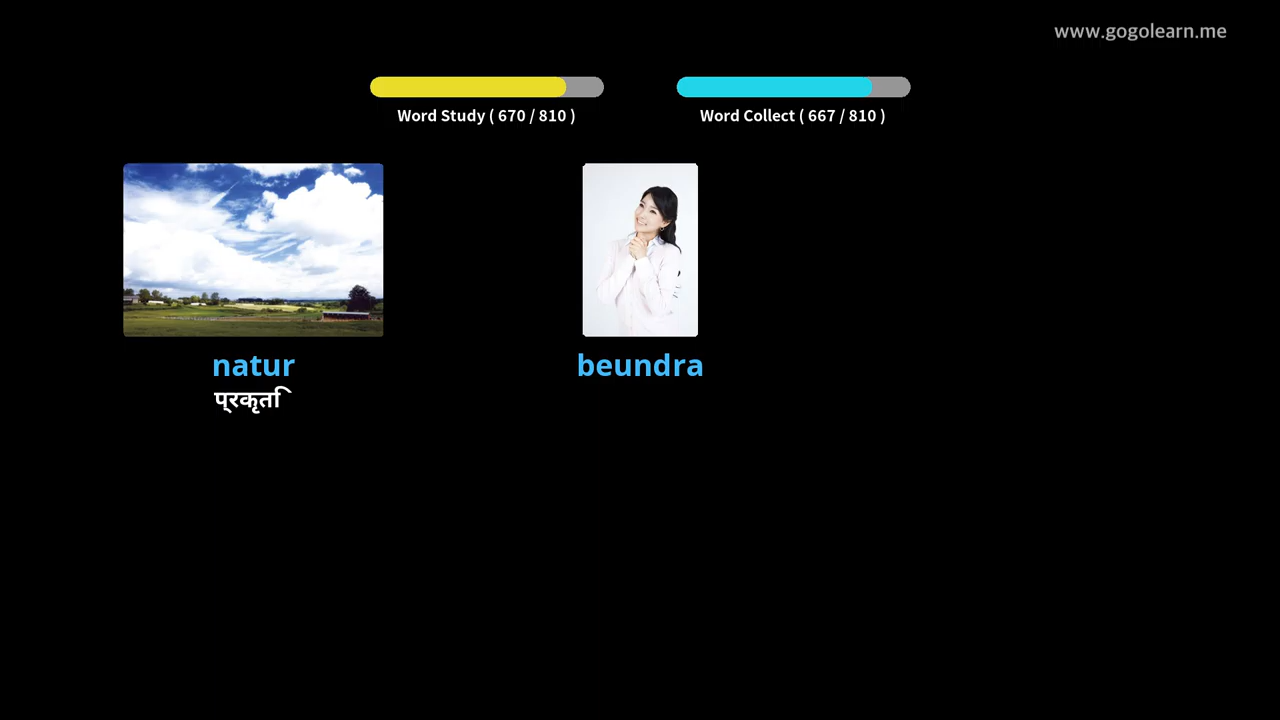 www.gogolearn.me
Word Study ( 670 / 810 )
Word Collect ( 667 / 810 )
natur
beundra
प्रकृति